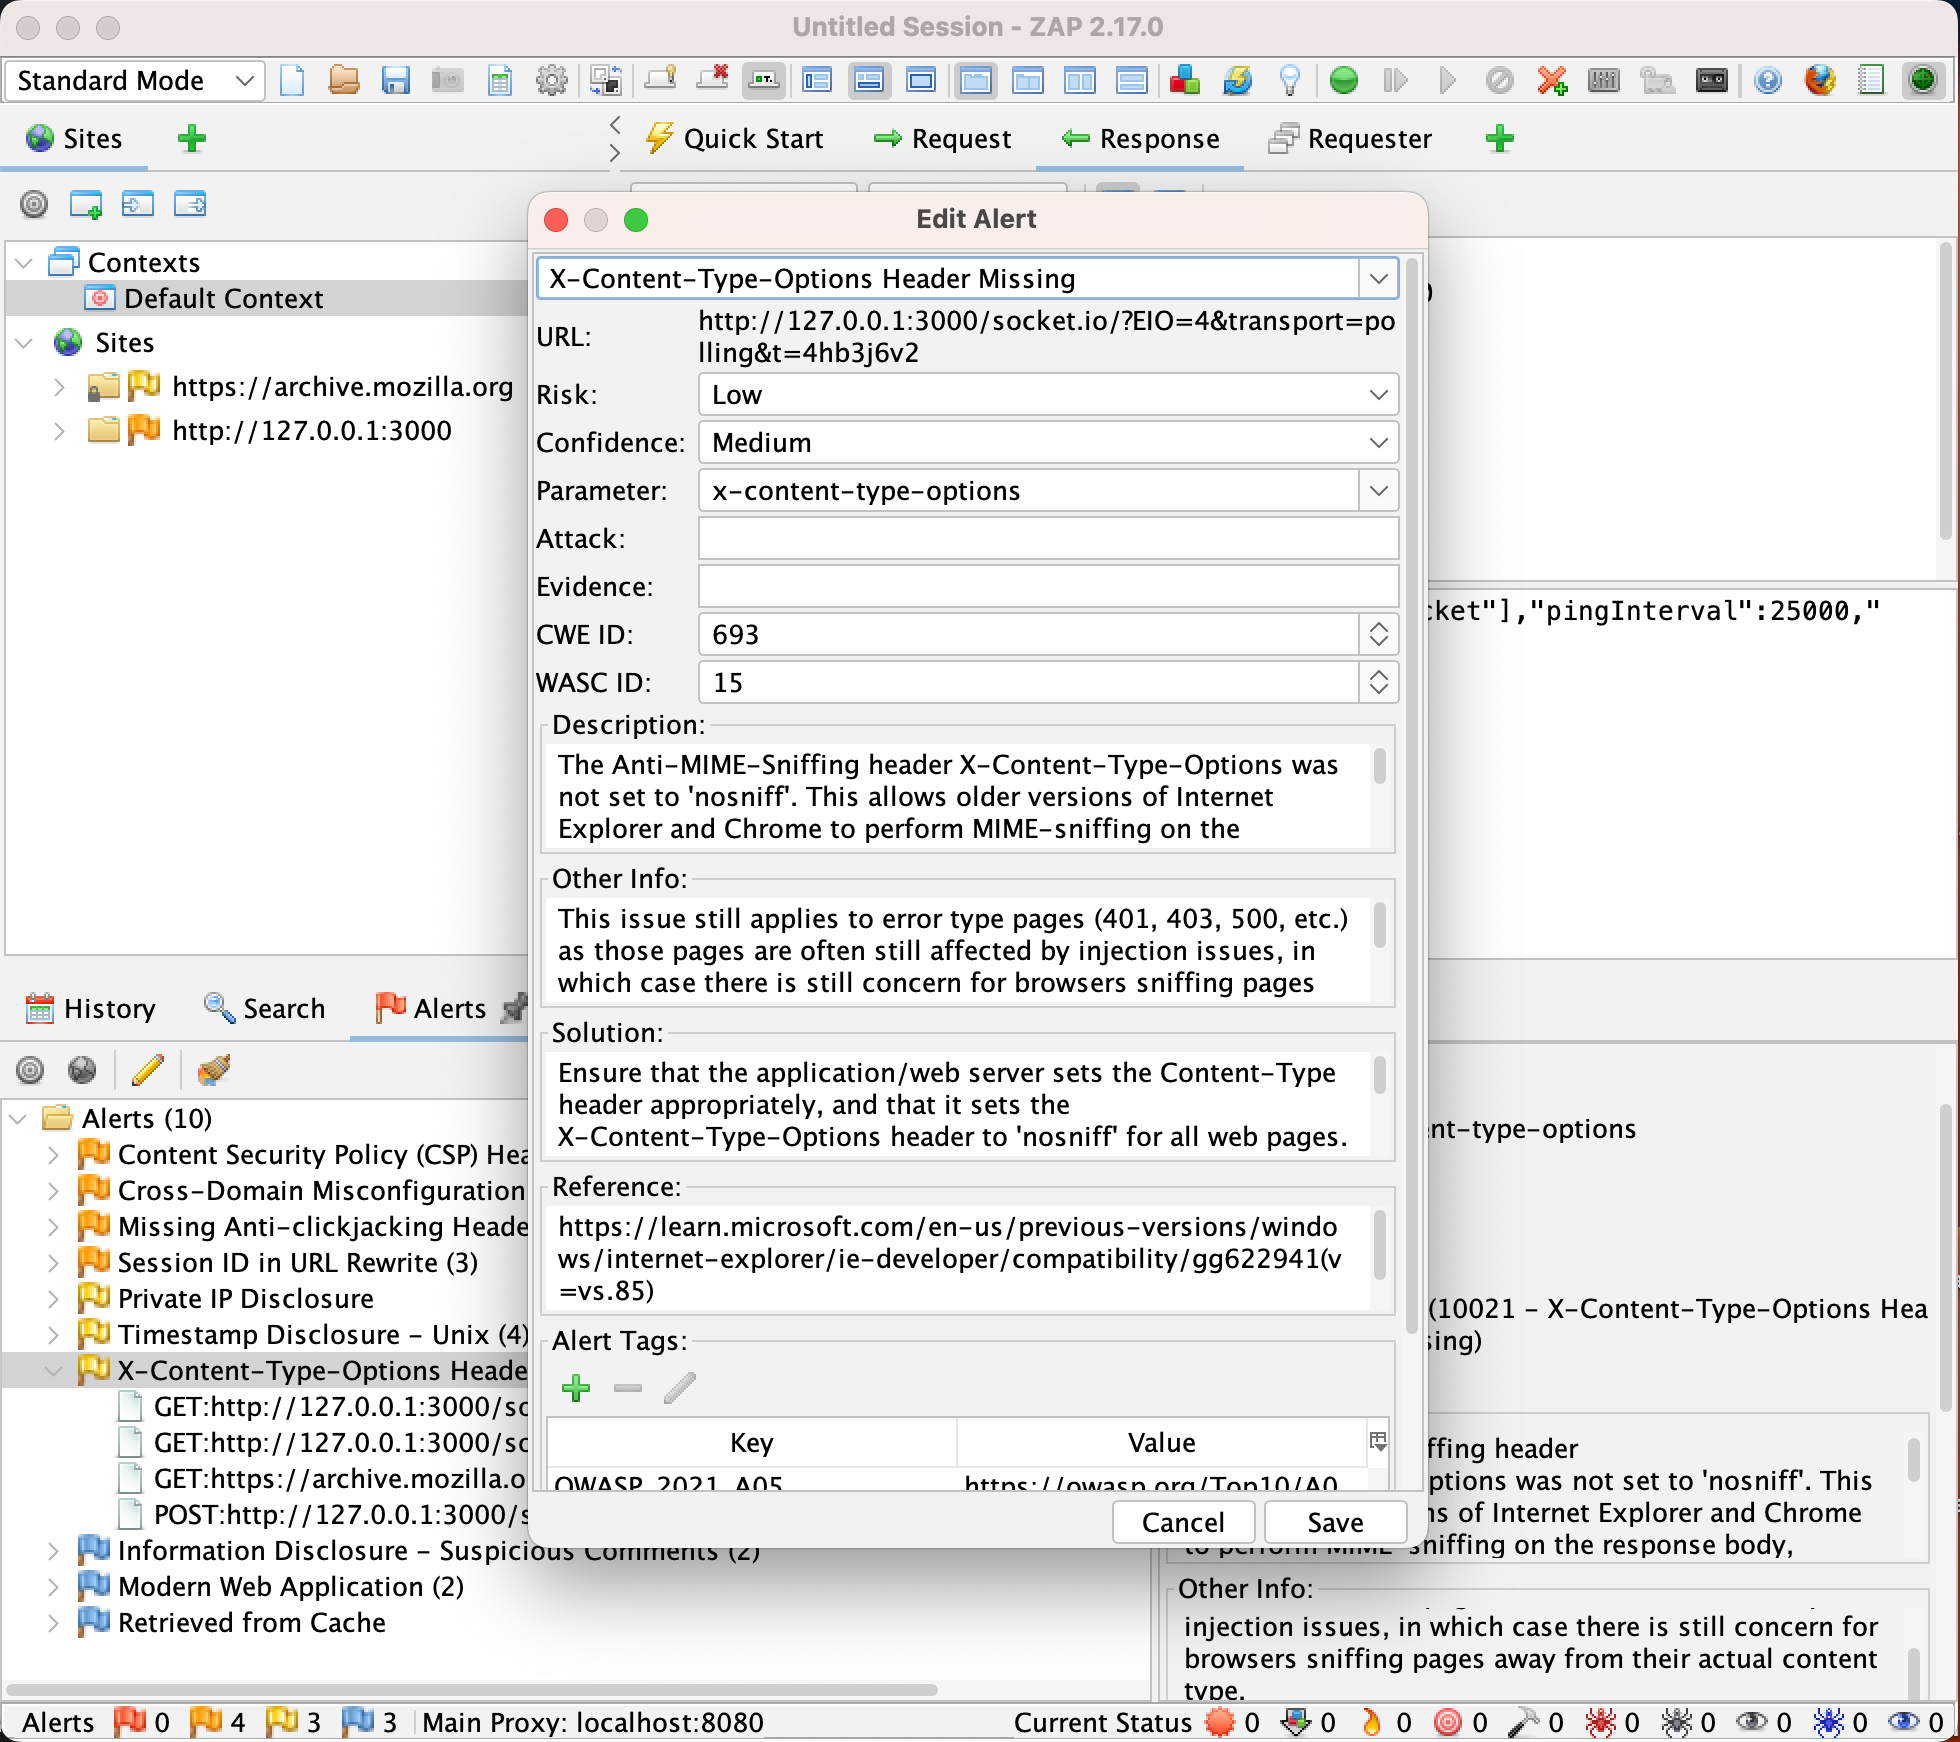 Untitled Session - ZAP 2.17.0
Standard Mode
Sites
Quick Start
Request
Response
Requester
Contexts
Default Context
Sites
https://archive.mozilla.org
http://127.0.0.1:3000
Edit Alert
X-Content-Type-Options Header Missing
URL:
http://127.0.0.1:3000/socket.io/?EIO=4&transport=po
lling&t=4hb3j6v2
Risk: Low
Confidence: Medium
Parameter: x-content-type-options
Attack:
Evidence:
CWE ID: 693
WASC ID: 15
Description:
The Anti-MIME-Sniffing header X-Content-Type-Options was
not set to 'nosniff'. This allows older versions of Internet
Explorer and Chrome to perform MIME-sniffing on the
Other Info:
This issue still applies to error type pages (401, 403, 500, etc.)
as those pages are often still affected by injection issues, in
which case there is still concern for browsers sniffing pages
Solution:
Ensure that the application/web server sets the Content-Type
header appropriately, and that it sets the
X-Content-Type-Options header to 'nosniff' for all web pages.
Reference:
https://learn.microsoft.com/en-us/previous-versions/windo
ws/internet-explorer/ie-developer/compatibility/gg622941(v
=vs.85)
Alert Tags:
Key Value
OWASP_2021_A05 https://owasp.org/Top10/A0
Cancel Save
)
cket"],"pingInterval":25000,"
History
Search
Alerts
Alerts (10)
Content Security Policy (CSP) Hea
Cross-Domain Misconfiguration
Missing Anti-clickjacking Heade
Session ID in URL Rewrite (3)
Private IP Disclosure
Timestamp Disclosure - Unix (4)
X-Content-Type-Options Heade
GET:http://127.0.0.1:3000/so
GET:http://127.0.0.1:3000/so
GET:https://archive.mozilla.o
POST:http://127.0.0.1:3000/s
Information Disclosure - Suspicious Comments (2)
Modern Web Application (2)
Retrieved from Cache
nt-type-options
(10021 - X-Content-Type-Options Hea
sing)
ffing header
ptions was not set to 'nosniff'. This
ns of Internet Explorer and Chrome
to perform MIME-sniffing on the response body,
Other Info:
injection issues, in which case there is still concern for
browsers sniffing pages away from their actual content
type.
Alerts 0 4 3 3 Main Proxy: localhost:8080
Current Status 0 0 0 0 0 0 0 0 0 0